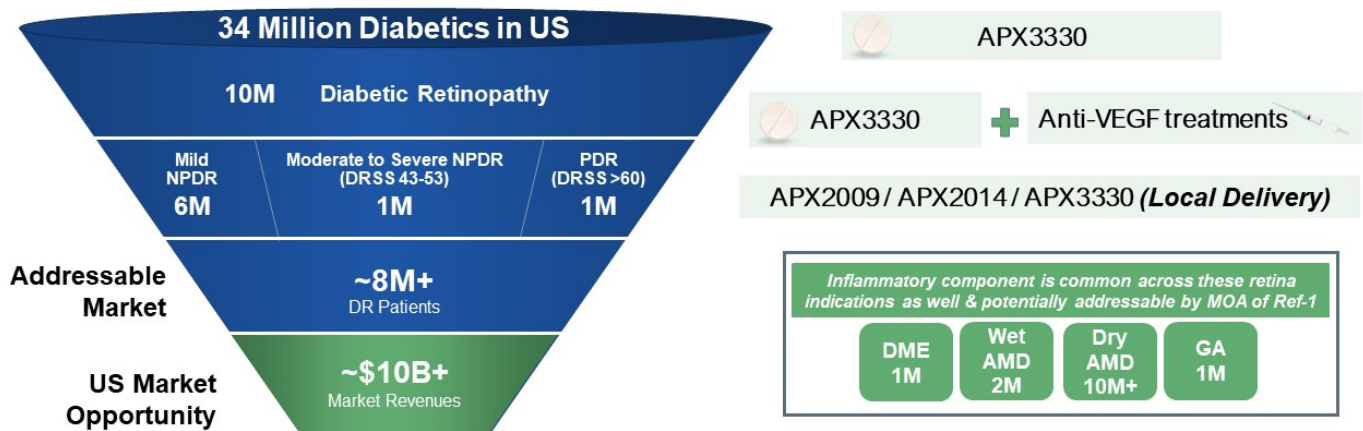 34 Million Diabetics in US
10M Diabetic Retinopathy
Mild
NPDR
6M
Moderate to Severe NPDR
(DRSS 43-53)
1M
PDR
(DRSS >60)
1M
Addressable
Market
~8M+
DR Patients
US Market
Opportunity
~$10B+
Market Revenues
APX3330
APX3330
Anti-VEGF treatments
APX2009 / APX2014 / APX3330 (Local Delivery)
Inflammatory component is common across these retina
indications as well & potentially addressable by MOA of Ref-1
DME
1M
Wet
AMD
2M
Dry
AMD
10M+
GA
1M